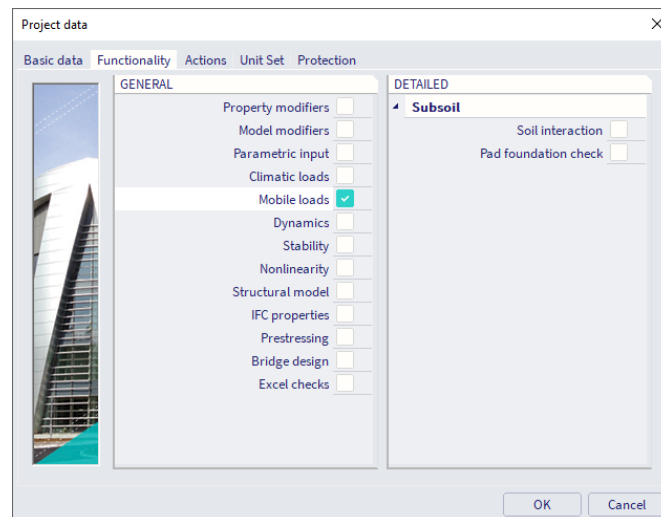 Project data
Basic data Functionality Actions Unit Set Protection
GENERAL
Property modifiers
Model modifiers
Parametric input
Climatic loads
Mobile loads
Dynamics
Stability
Nonlinearity
Structural model
IFC properties
Prestressing
Bridge design
Excel checks
DETAILED
Subsoil
Soil interaction
Pad foundation check
OK Cancel